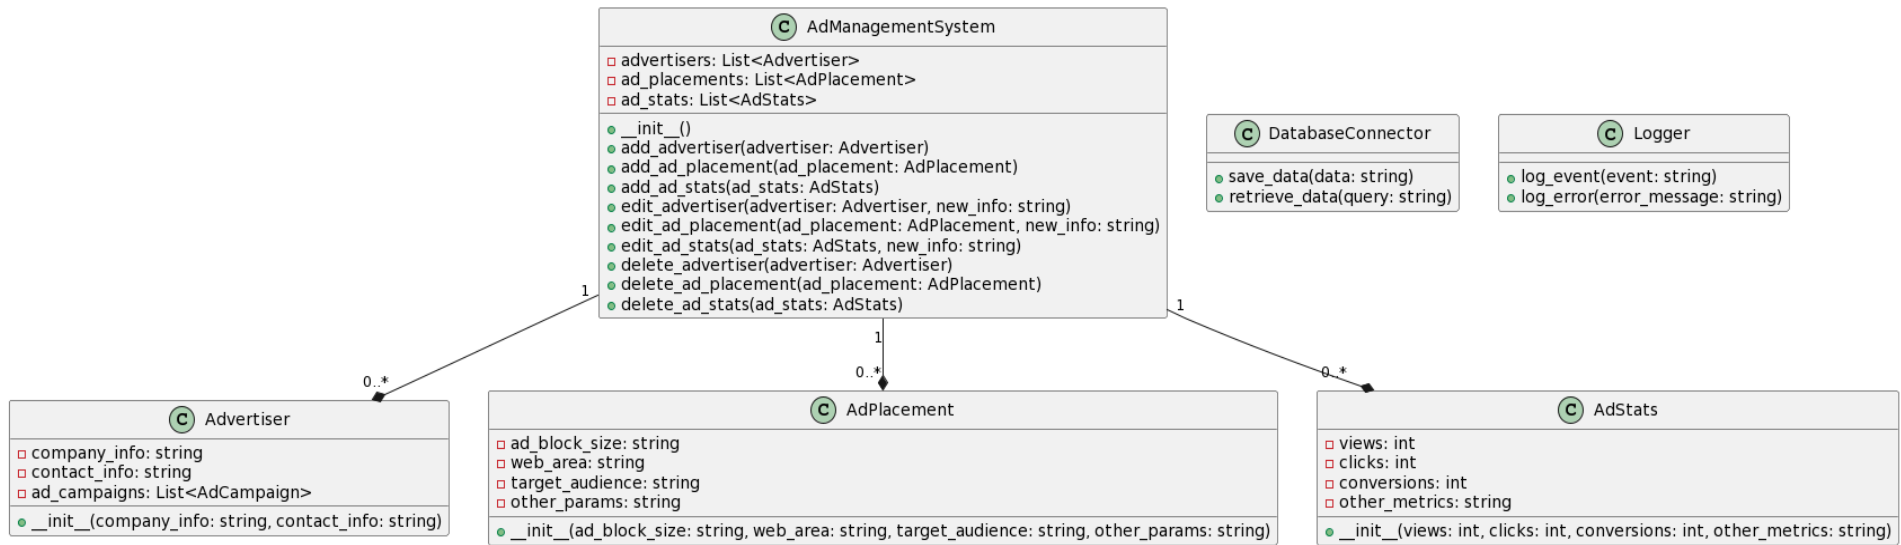 C AdManagementSystem
advertisers: List<Advertiser>
ad_placements: List<AdPlacement>
ad_stats: List<AdStats>
__init__()
add_advertiser(advertiser: Advertiser)
add_ad_placement(ad_placement: AdPlacement)
add_ad_stats(ad_stats: AdStats)
edit_advertiser(advertiser: Advertiser, new_info: string)
edit_ad_placement(ad_placement: AdPlacement, new_info: string)
edit_ad_stats(ad_stats: AdStats, new_info: string)
delete_advertiser(advertiser: Advertiser)
delete_ad_placement(ad_placement: AdPlacement)
delete_ad_stats(ad_stats: AdStats)
C DatabaseConnector
save_data(data: string)
retrieve_data(query: string)
C Logger
log_event(event: string)
log_error(error_message: string)
1
1
1
0..*
0..*
0..*
C Advertiser
company_info: string
contact_info: string
ad_campaigns: List<AdCampaign>
__init__(company_info: string, contact_info: string)
C AdPlacement
ad_block_size: string
web_area: string
target_audience: string
other_params: string
__init__(ad_block_size: string, web_area: string, target_audience: string, other_params: string)
C AdStats
views: int
clicks: int
conversions: int
other_metrics: string
__init__(views: int, clicks: int, conversions: int, other_metrics: string)